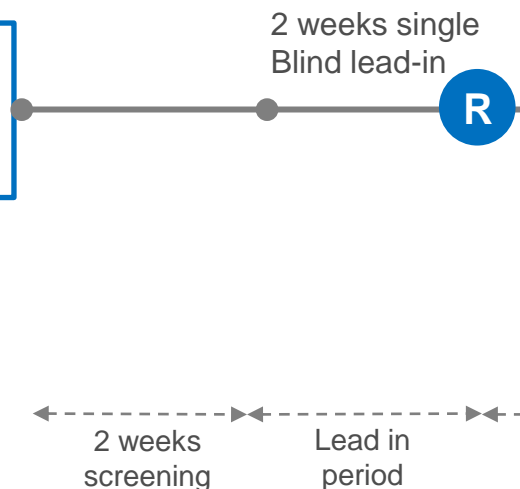 2 weeks single
Blind lead-in
R
2 weeks
screening
Lead in
period